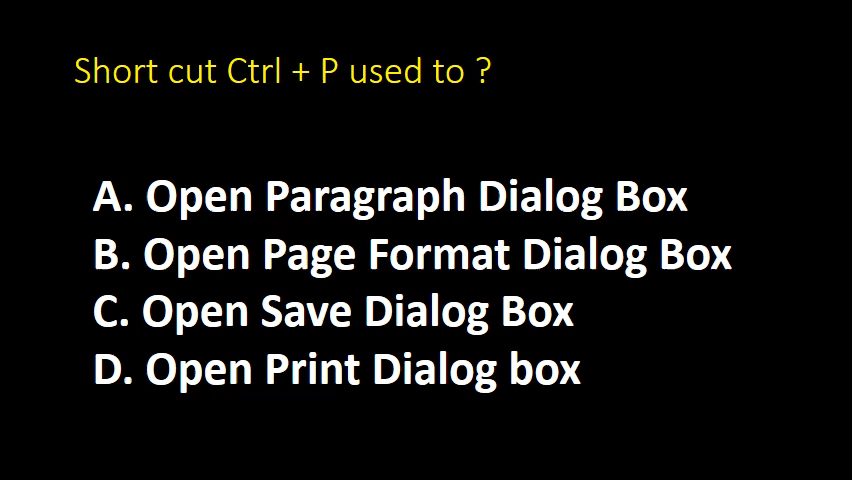 Short cut Ctrl + P used to ?
A. Open Paragraph Dialog Box
B. Open Page Format Dialog Box
C. Open Save Dialog Box
D. Open Print Dialog box